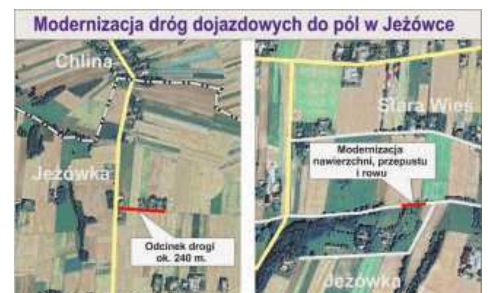 Modernizacja dróg dojazdowych do pól w Jeżówce
Chlina
Jeżówka
Odcinek drogi
ok. 240 m.
Stara Wieś
Modernizacja
nawierzchni, przepustu
i rowu
Jeżówka